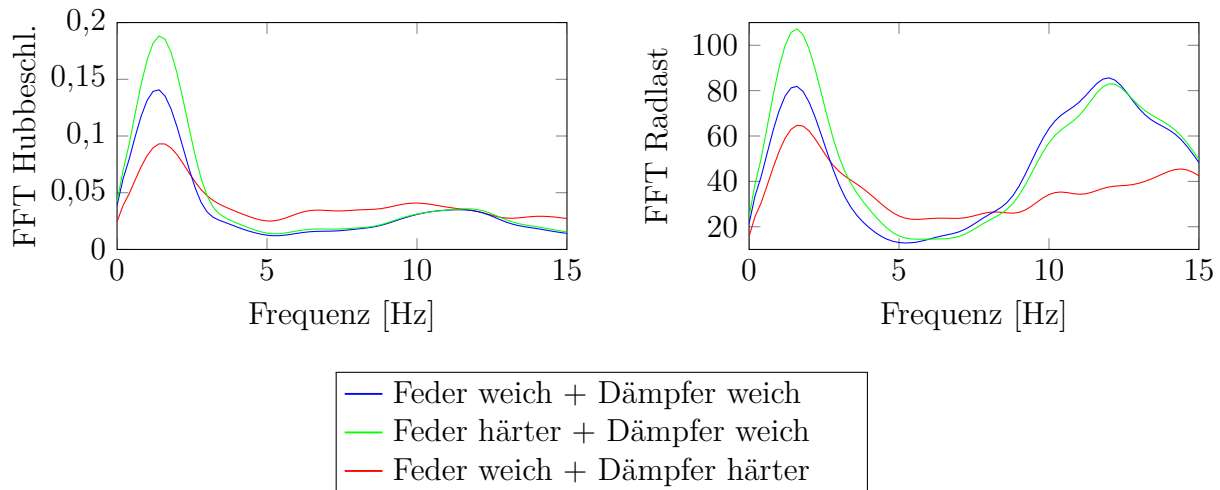 FFT Hubbeschl.
0,2
0,15
0,1
0,05
0
0 5 10 15
Frequenz [Hz]
FFT Radlast
100
80
60
40
20
0 5 10 15
Frequenz [Hz]
Feder weich + Dämpfer weich
Feder härter + Dämpfer weich
Feder weich + Dämpfer härter